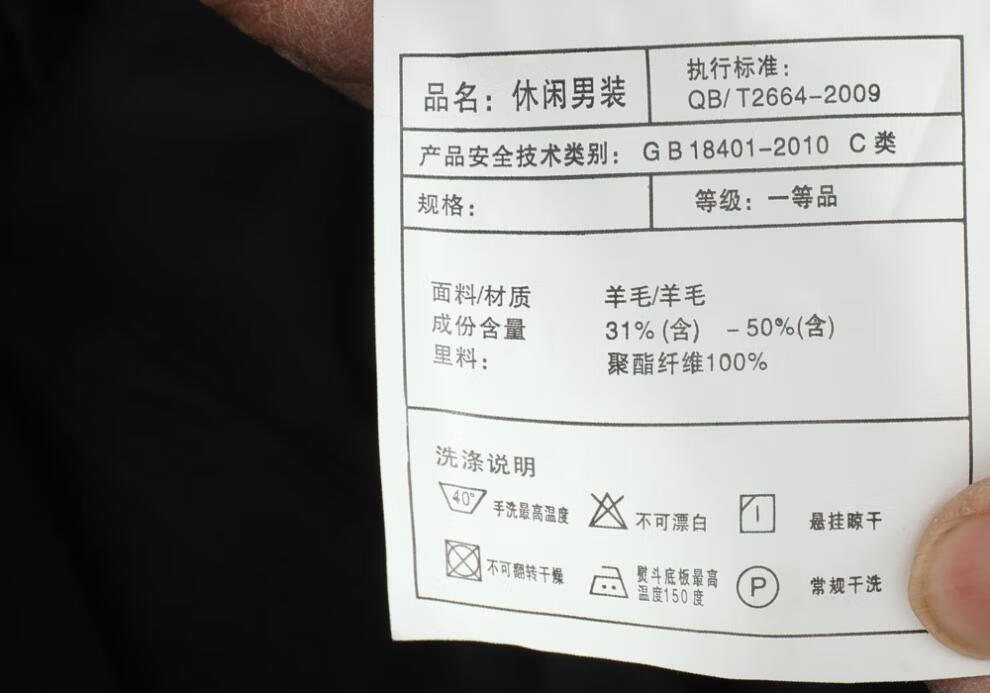 品名：休闲男装
执行标准：
QB/T2664-2009
产品安全技术类别：GB18401-2010 C类
规格：
等级：一等品
面料/材质 羊毛/羊毛
成份含量 31%(含) -50%(含)
里料： 聚酯纤维100%
洗涤说明
40° 手洗最高温度
不可漂白
悬挂晾干
不可翻转干燥
熨斗底板最高
温度150度
P 常规干洗